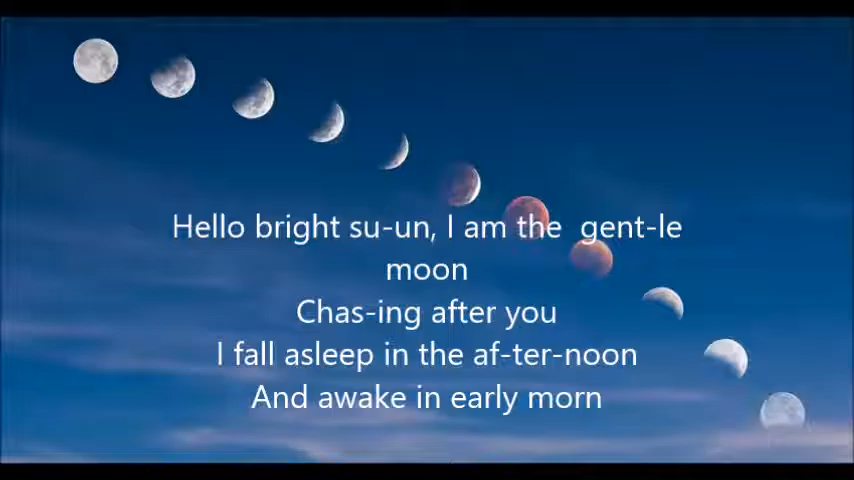 Hello bright su-un, I am the  gent-le
moon
Chas-ing after you
I fall asleep in the af-ter-noon
And awake in early morn